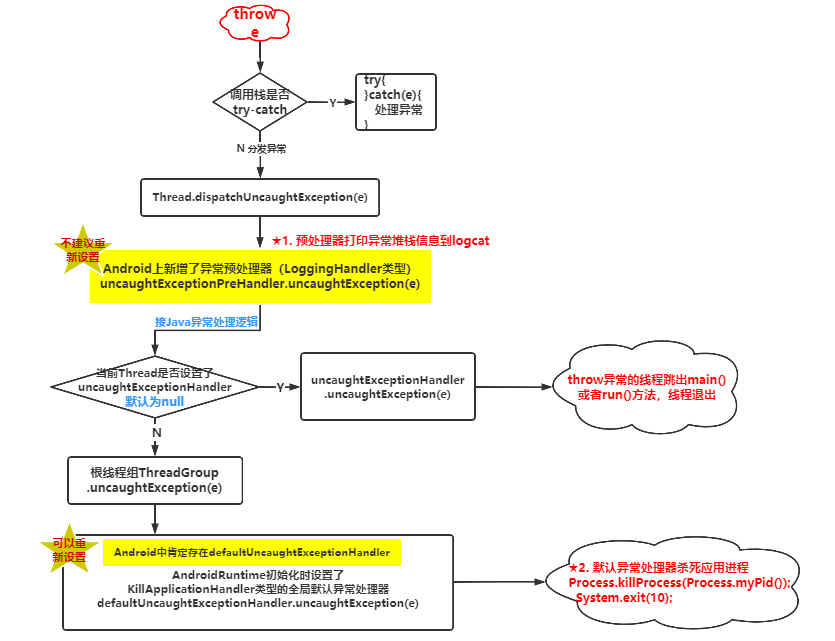 throw
e
调用栈是否
try-catch
Y
try{
}catch(e){
处理异常
}
N 分发异常
Thread.dispatchUncaughtException(e)
★1. 预处理器打印异常堆栈信息到logcat
不建议重
新设置
Android上新增了异常预处理器（LoggingHandler类型）
uncaughtExceptionPreHandler.uncaughtException(e)
接Java异常处理逻辑
当前Thread是否设置了
uncaughtExceptionHandler
默认为null
Y
uncaughtExceptionHandler
.uncaughtException(e)
throw异常的线程跳出main()
或者run()方法，线程退出
N
根线程组ThreadGroup
.uncaughtException(e)
可以重
新设置
Android中肯定存在defaultUncaughtExceptionHandler
AndroidRuntime初始化时设置了
KillApplicationHandler类型的全局默认异常处理器
defaultUncaughtExceptionHandler.uncaughtException(e)
★2. 默认异常处理器杀死应用进程
Process.killProcess(Process.myPid());
System.exit(10);